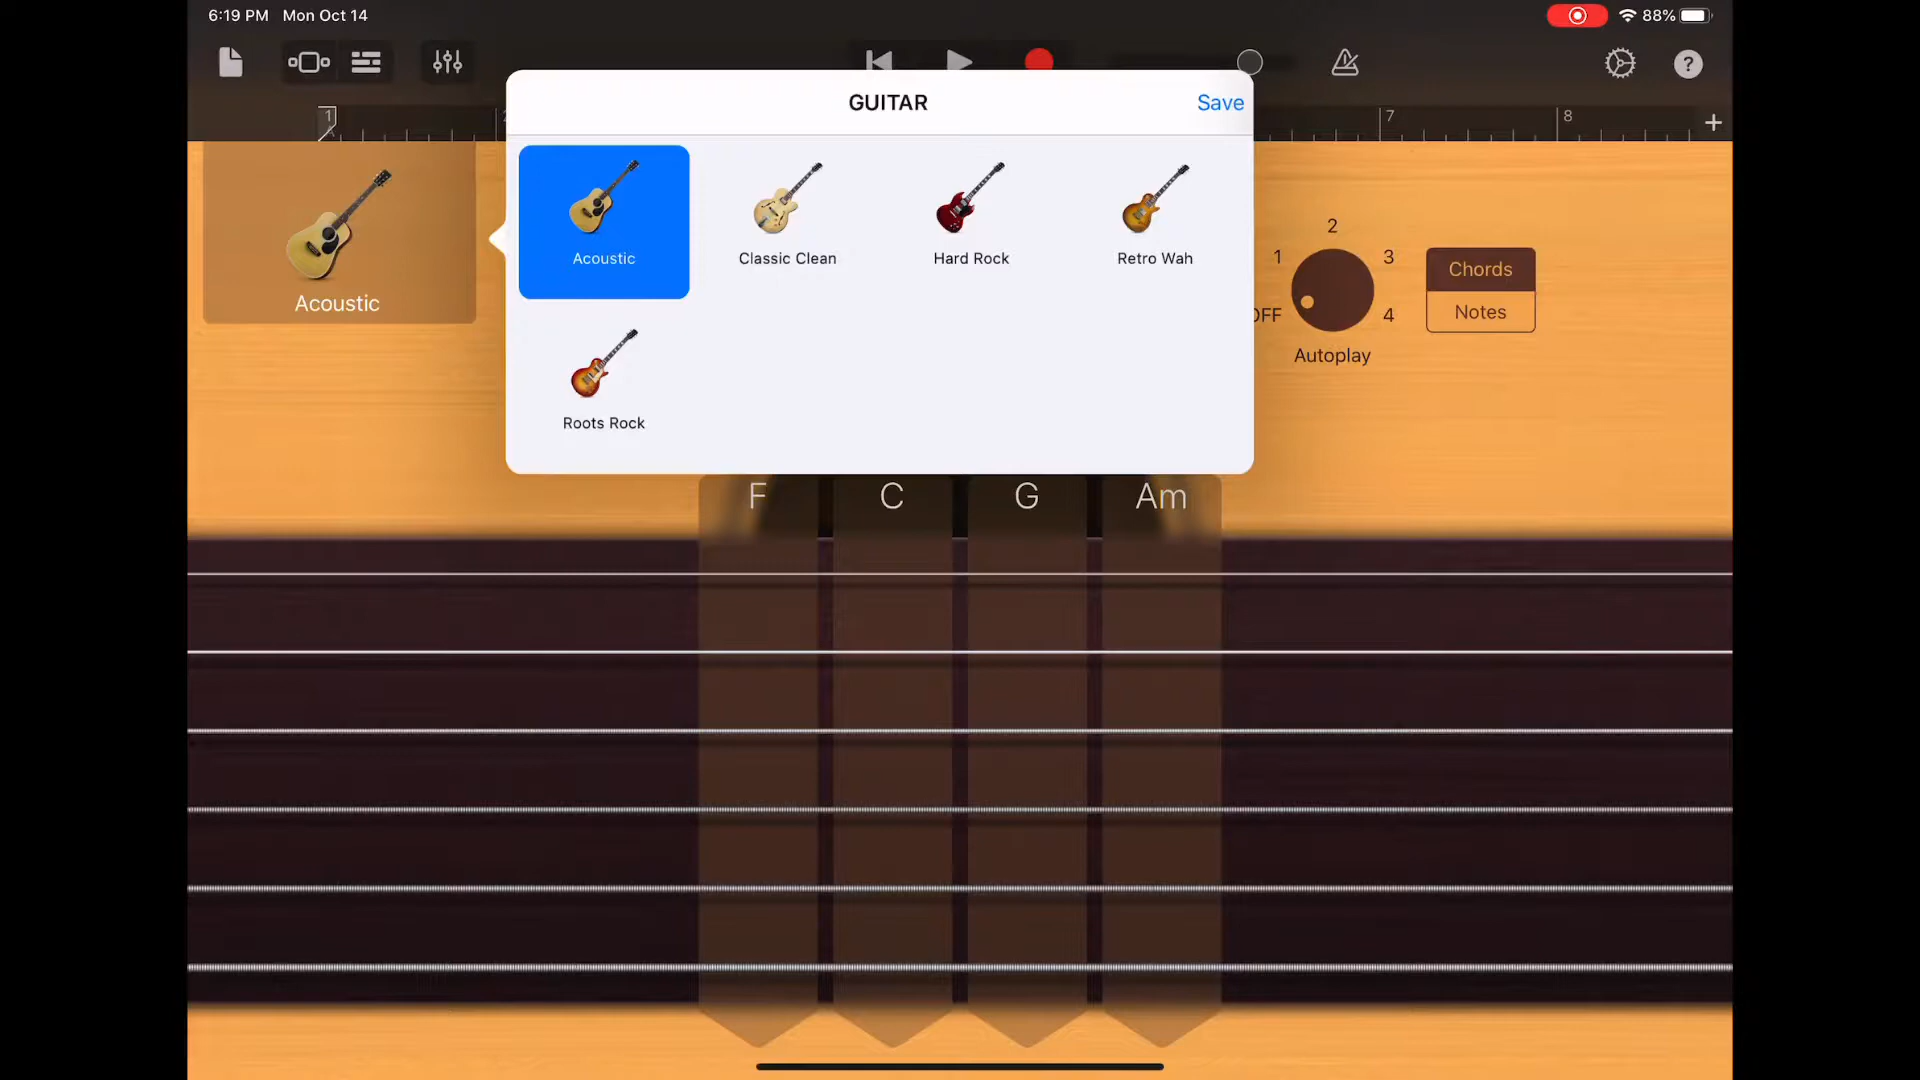 6:19 PM Mon Oct 14
88%
?
GUITAR
Save
1
7
8
+
Acoustic
Classic Clean
Hard Rock
Retro Wah
Roots Rock
Acoustic
2
1
3
OFF
4
Autoplay
Chords
Notes
F
C
G
Am